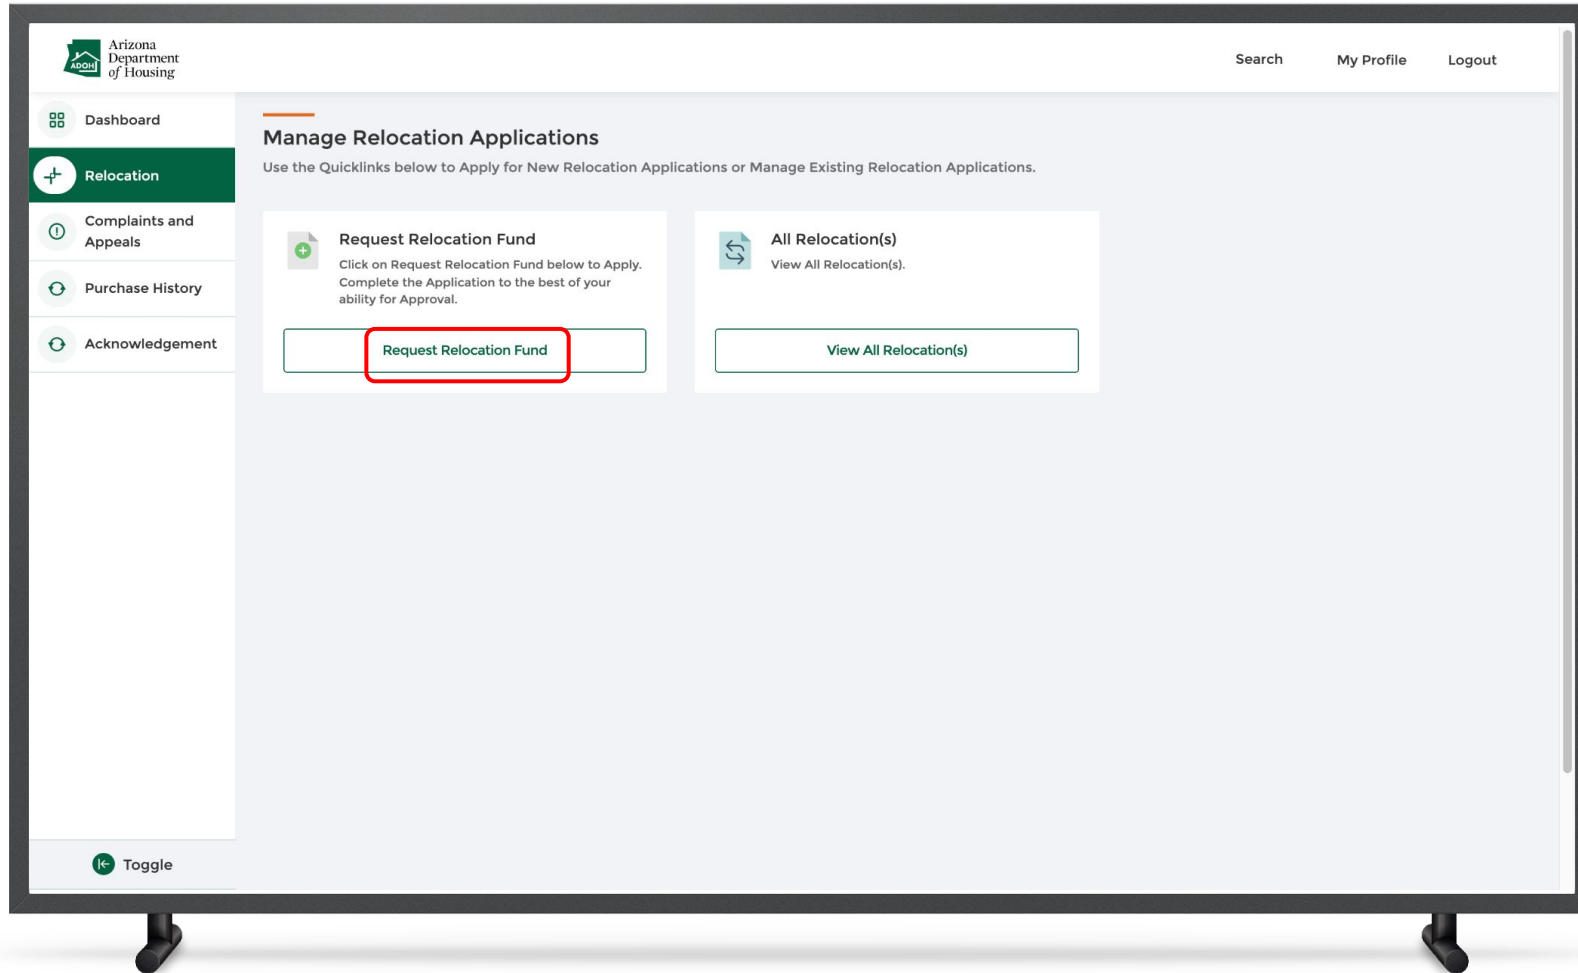 Arizona
Department
of Housing
ADOH
Search
My Profile
Logout
Dashboard
Relocation
Complaints and
Appeals
Purchase History
Acknowledgement
Toggle
Manage Relocation Applications
Use the Quicklinks below to Apply for New Relocation Applications or Manage Existing Relocation Applications.
Request Relocation Fund
Click on Request Relocation Fund below to Apply.
Complete the Application to the best of your
ability for Approval.
Request Relocation Fund
All Relocation(s)
View All Relocation(s).
View All Relocation(s)